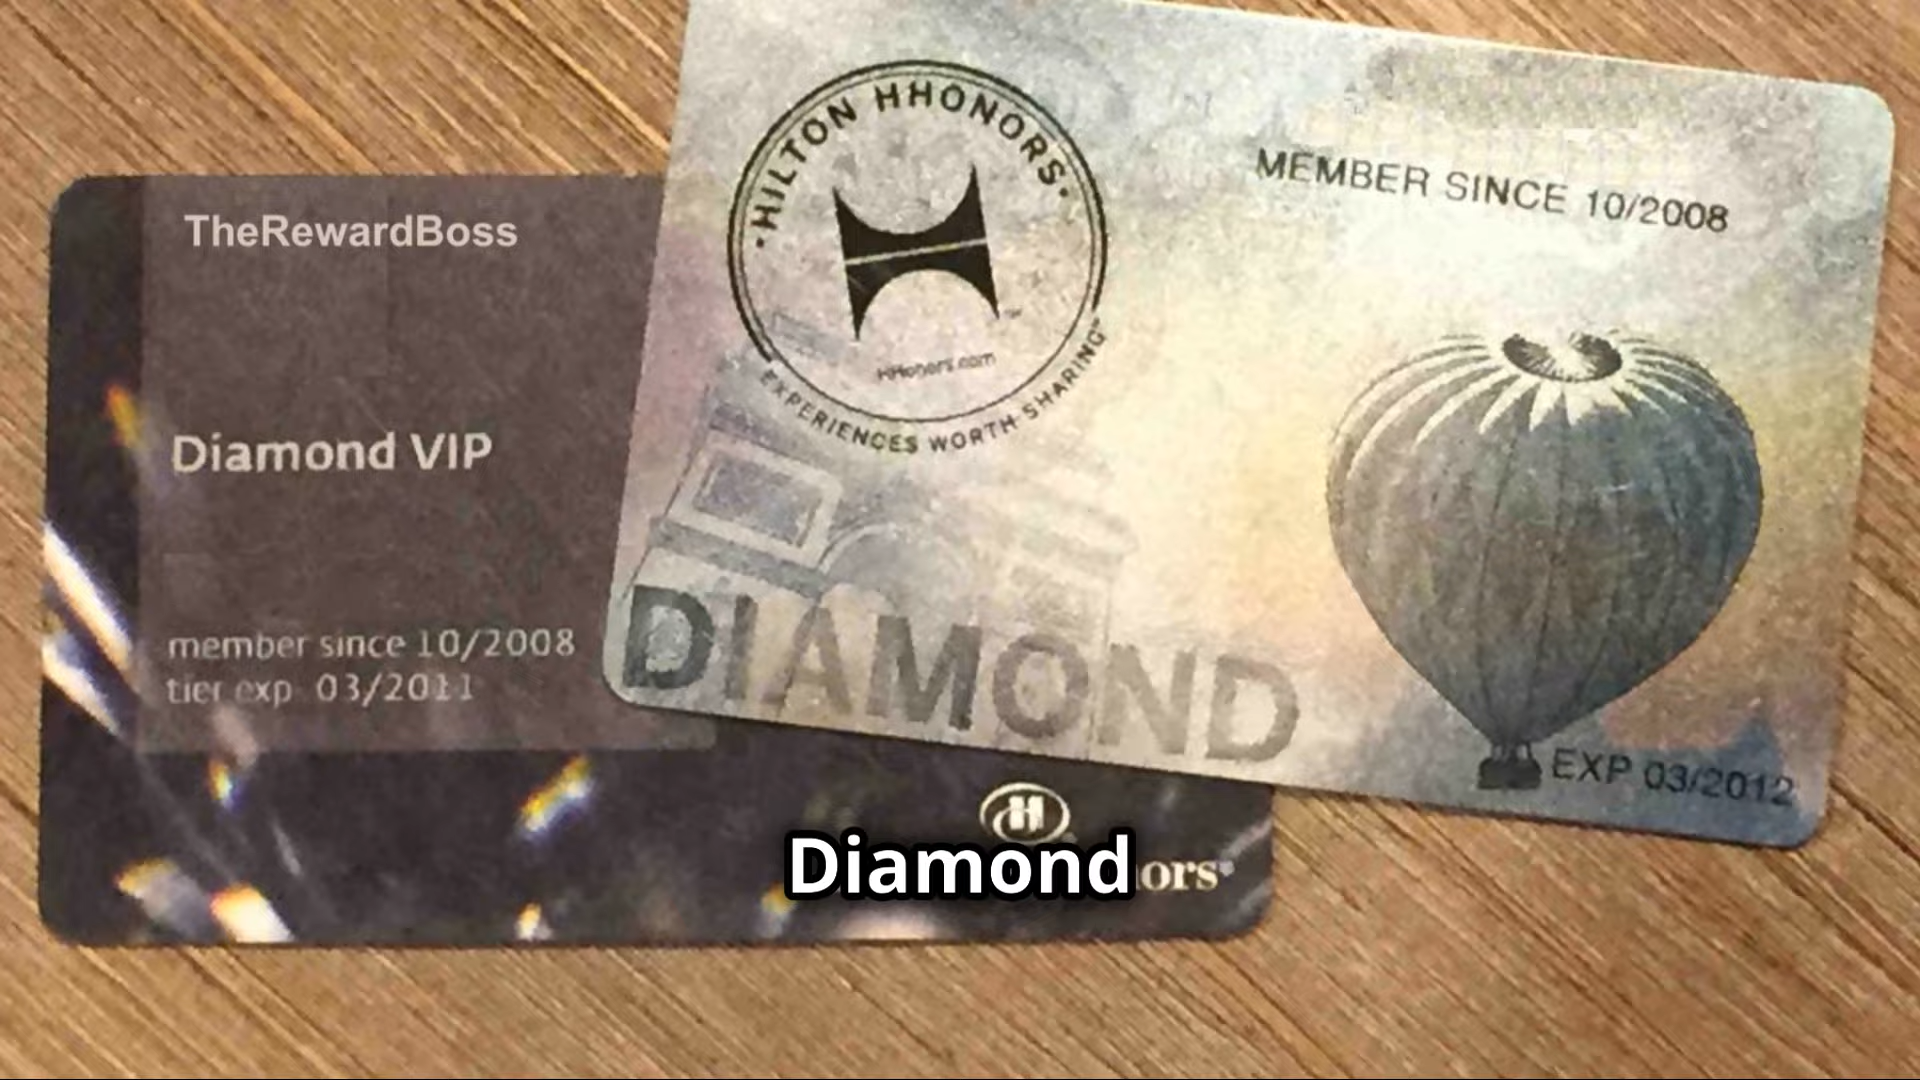 TheRewardBoss
Diamond VIP
member since 10/2008
tier exp 03/2011
·HILTON HHONORS·
HHonors.com
EXPERIENCES WORTH SHARING™
MEMBER SINCE 10/2008
DIAMOND
EXP 03/2012
H
ors®
Diamond